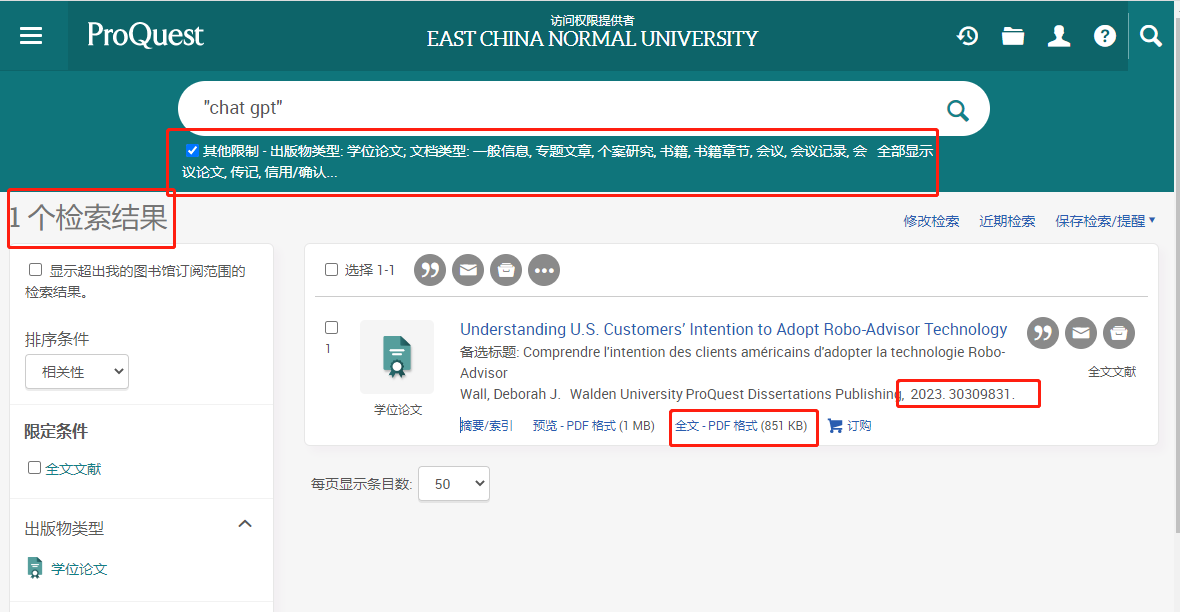 ProQuest
访问权限提供者
EAST CHINA NORMAL UNIVERSITY
?
"chat gpt"
其他限制 - 出版物类型: 学位论文; 文档类型: 一般信息, 专题文章, 个案研究, 书籍, 书籍章节, 会议, 会议记录, 会 全部显示
议论文, 传记, 信用/确认...
1 个检索结果
修改检索 近期检索 保存检索/提醒
显示超出我的图书馆订阅范围的
检索结果。
排序条件
相关性
限定条件
全文文献
出版物类型
学位论文
选择 1-1
1
学位论文
Understanding U.S. Customers’ Intention to Adopt Robo-Advisor Technology
备选标题: Comprendre l'intention des clients américains d'adopter la technologie Robo-
Advisor
Wall, Deborah J. Walden University ProQuest Dissertations Publishing, 2023. 30309831.
全文文献
摘要/索引 预览 - PDF 格式 (1 MB) 全文 - PDF 格式 (851 KB) 订购
每页显示条目数: 50